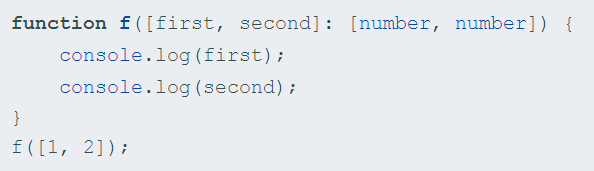 function f([first, second]: [number, number]) {
    console.log(first);
    console.log(second);
}
f([1, 2]);